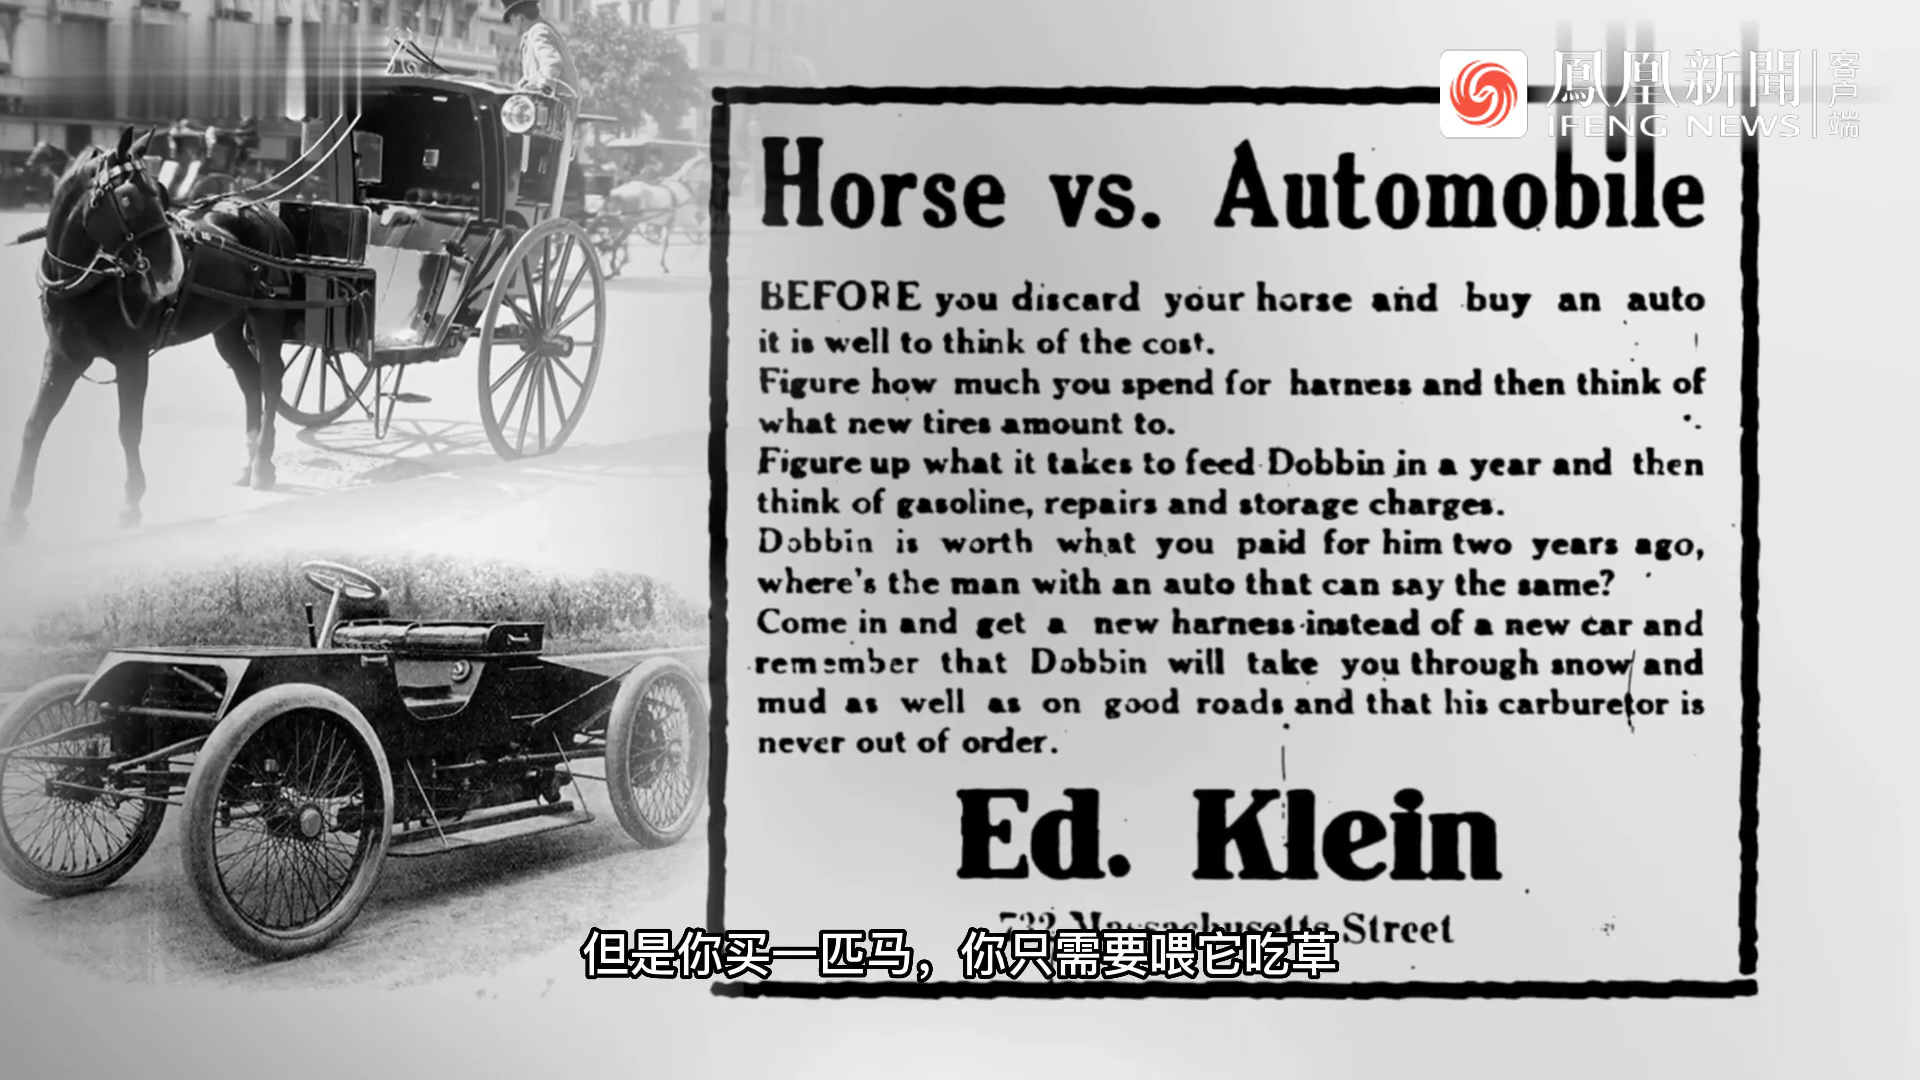 鳳凰新聞
客户端
IFENG NEWS
Horse vs. Automobile
BEFORE you discard your horse and buy an auto
it is well to think of the cost.
Figure how much you spend for harness and then think of
what new tires amount to.
Figure up what it takes to feed Dobbin in a year and then
think of gasoline, repairs and storage charges.
Dobbin is worth what you paid for him two years ago,
where's the man with an auto that can say the same?
Come in and get a new harness instead of a new car and
remember that Dobbin will take you through snow and
mud as well as on good roads and that his carburetor is
never out of order.
Ed. Klein
Massachusetts Street
但是你买一匹马，你只需要喂它吃草